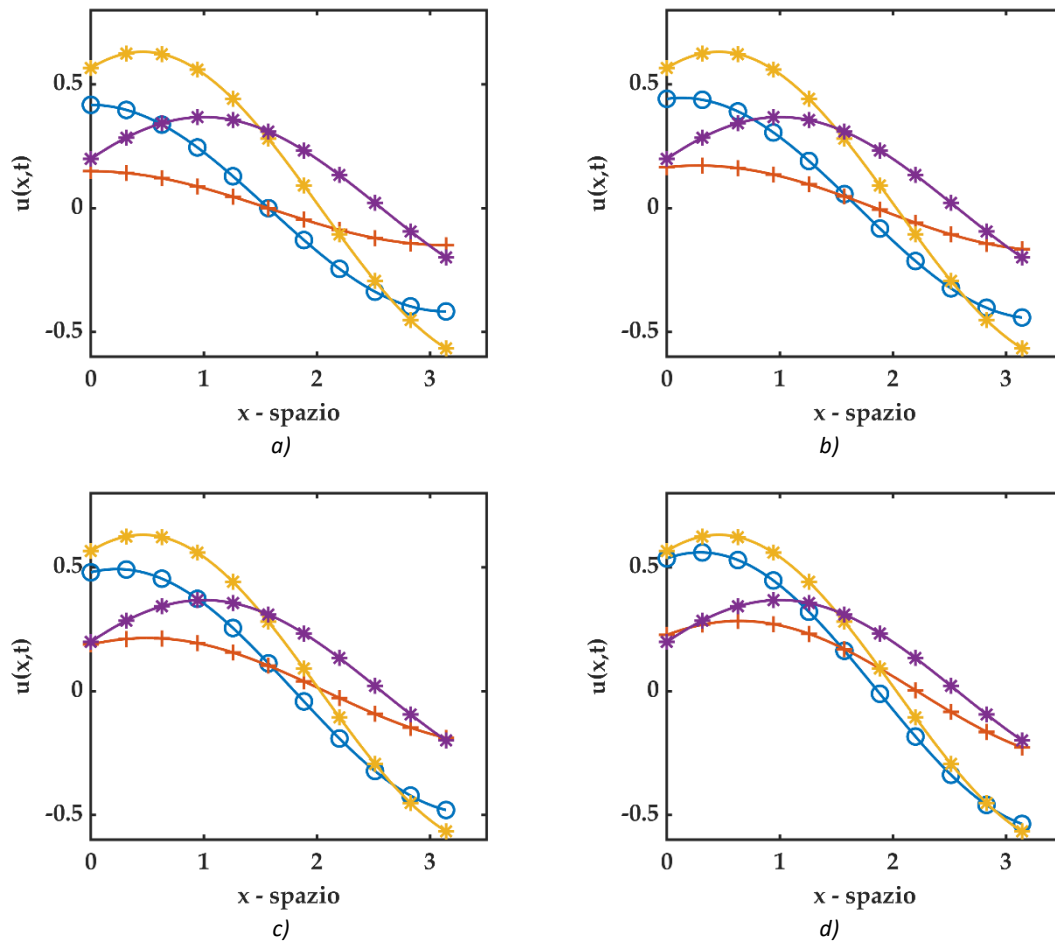 0.5
0
-0.5
u(x,t)
0 1 2 3
x - spazio
a)
0.5
0
-0.5
u(x,t)
0 1 2 3
x - spazio
b)
0.5
0
-0.5
u(x,t)
0 1 2 3
x - spazio
c)
0.5
0
-0.5
u(x,t)
0 1 2 3
x - spazio
d)